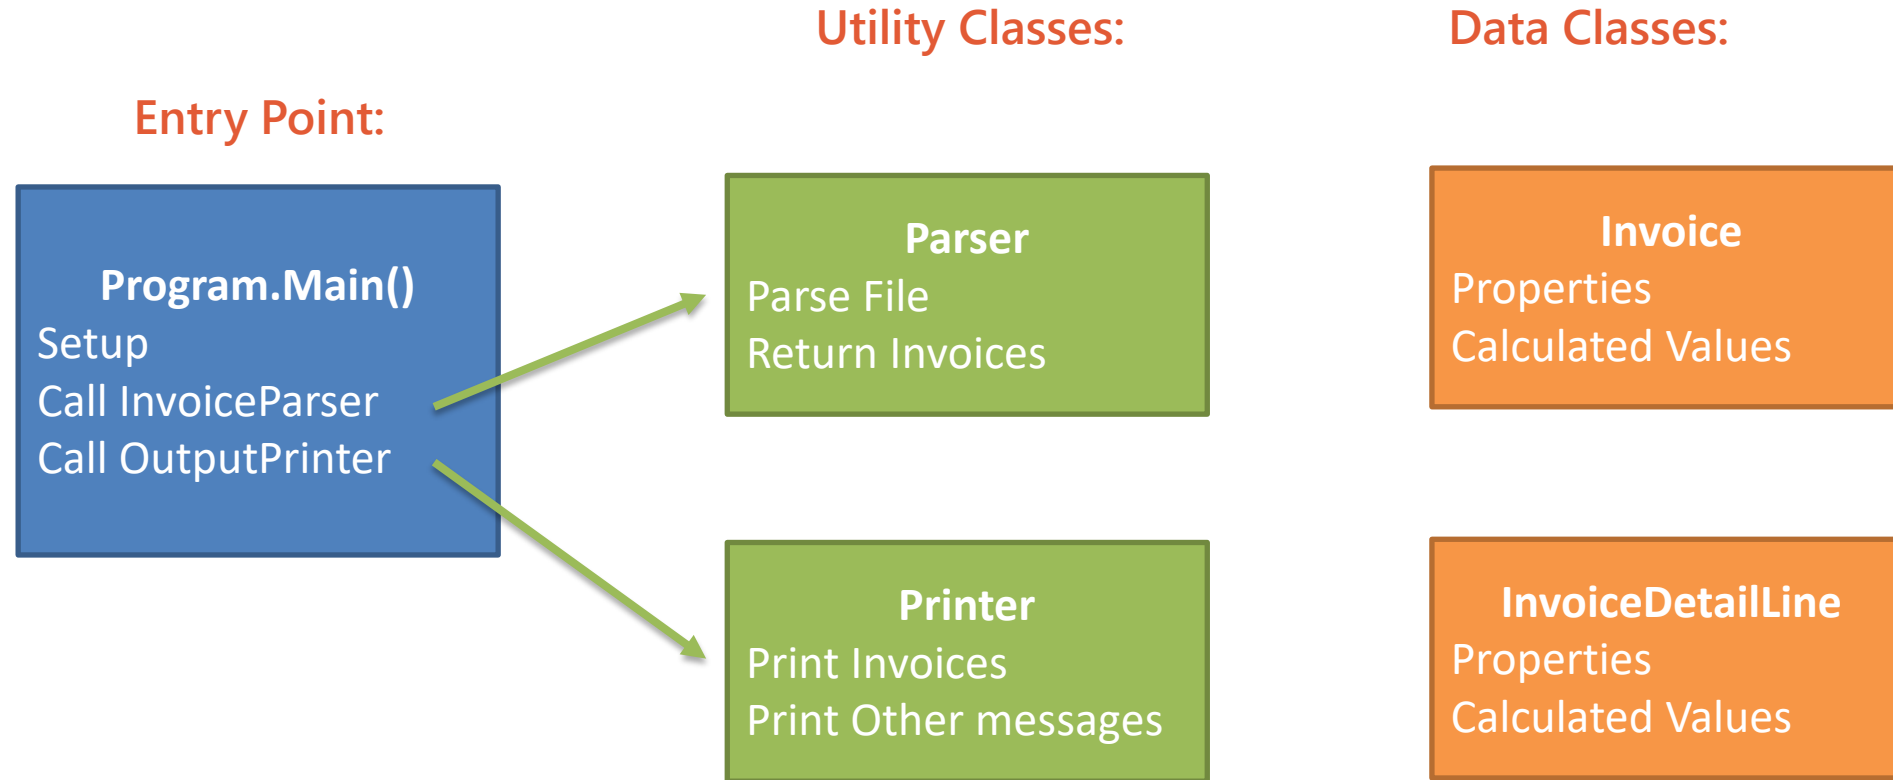 Utility Classes:
Data Classes:
Entry Point:
Program.Main()
Setup
Call InvoiceParser
Call OutputPrinter
Parser
Parse File
Return Invoices
Printer
Print Invoices
Print Other messages
Invoice
Properties
Calculated Values
InvoiceDetailLine
Properties
Calculated Values